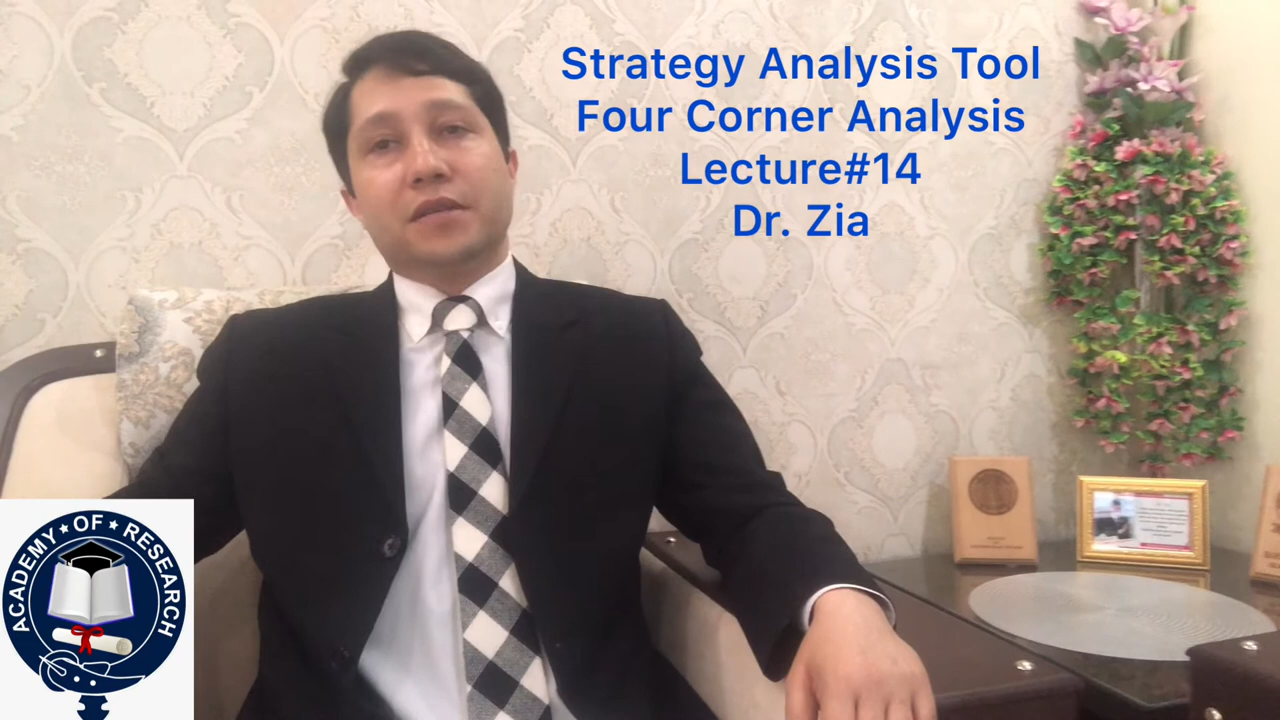 Strategy Analysis Tool
Four Corner Analysis
Lecture#14
Dr. Zia
ACADEMY★OF★RESEARCH